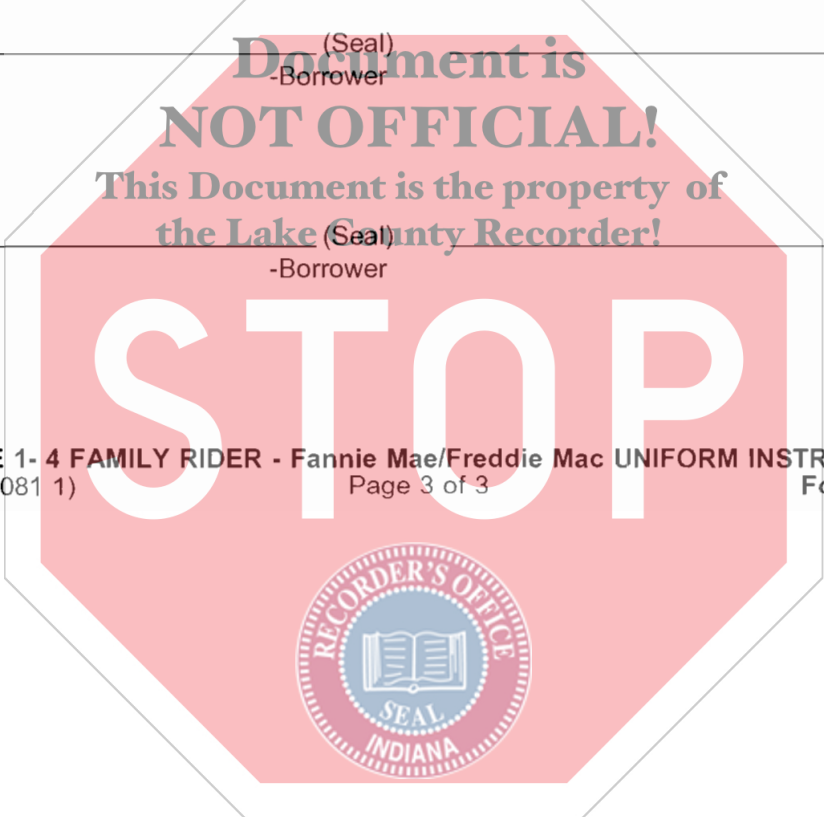 (Seal)
Document is
-Borrower
NOT OFFICIAL!
This Document is the property of
the Lake County Recorder!
(Seal)
-Borrower
STOP
1- 4 FAMILY RIDER - Fannie Mae/Freddie Mac UNIFORM INSTR
081 1)
Page 3 of 3
Fo
RECORDER'S OFFICE
SEAL
INDIANA